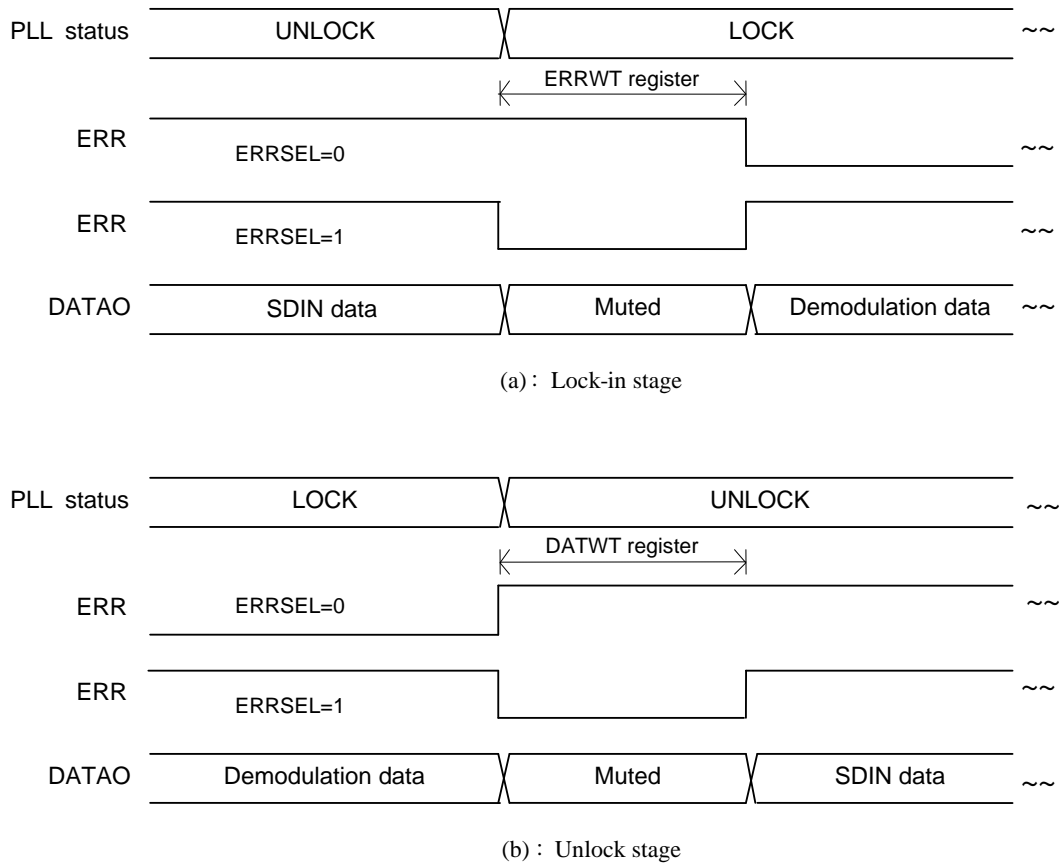 PLL status UNLOCK LOCK ~~
ERRWT register
ERR ERRSEL=0 ~~
ERR ERRSEL=1 ~~
DATAO SDIN data Muted Demodulation data ~~
(a)： Lock-in stage
PLL status LOCK UNLOCK ~~
DATWT register
ERR ERRSEL=0 ~~
ERR ERRSEL=1 ~~
DATAO Demodulation data Muted SDIN data ~~
(b)： Unlock stage